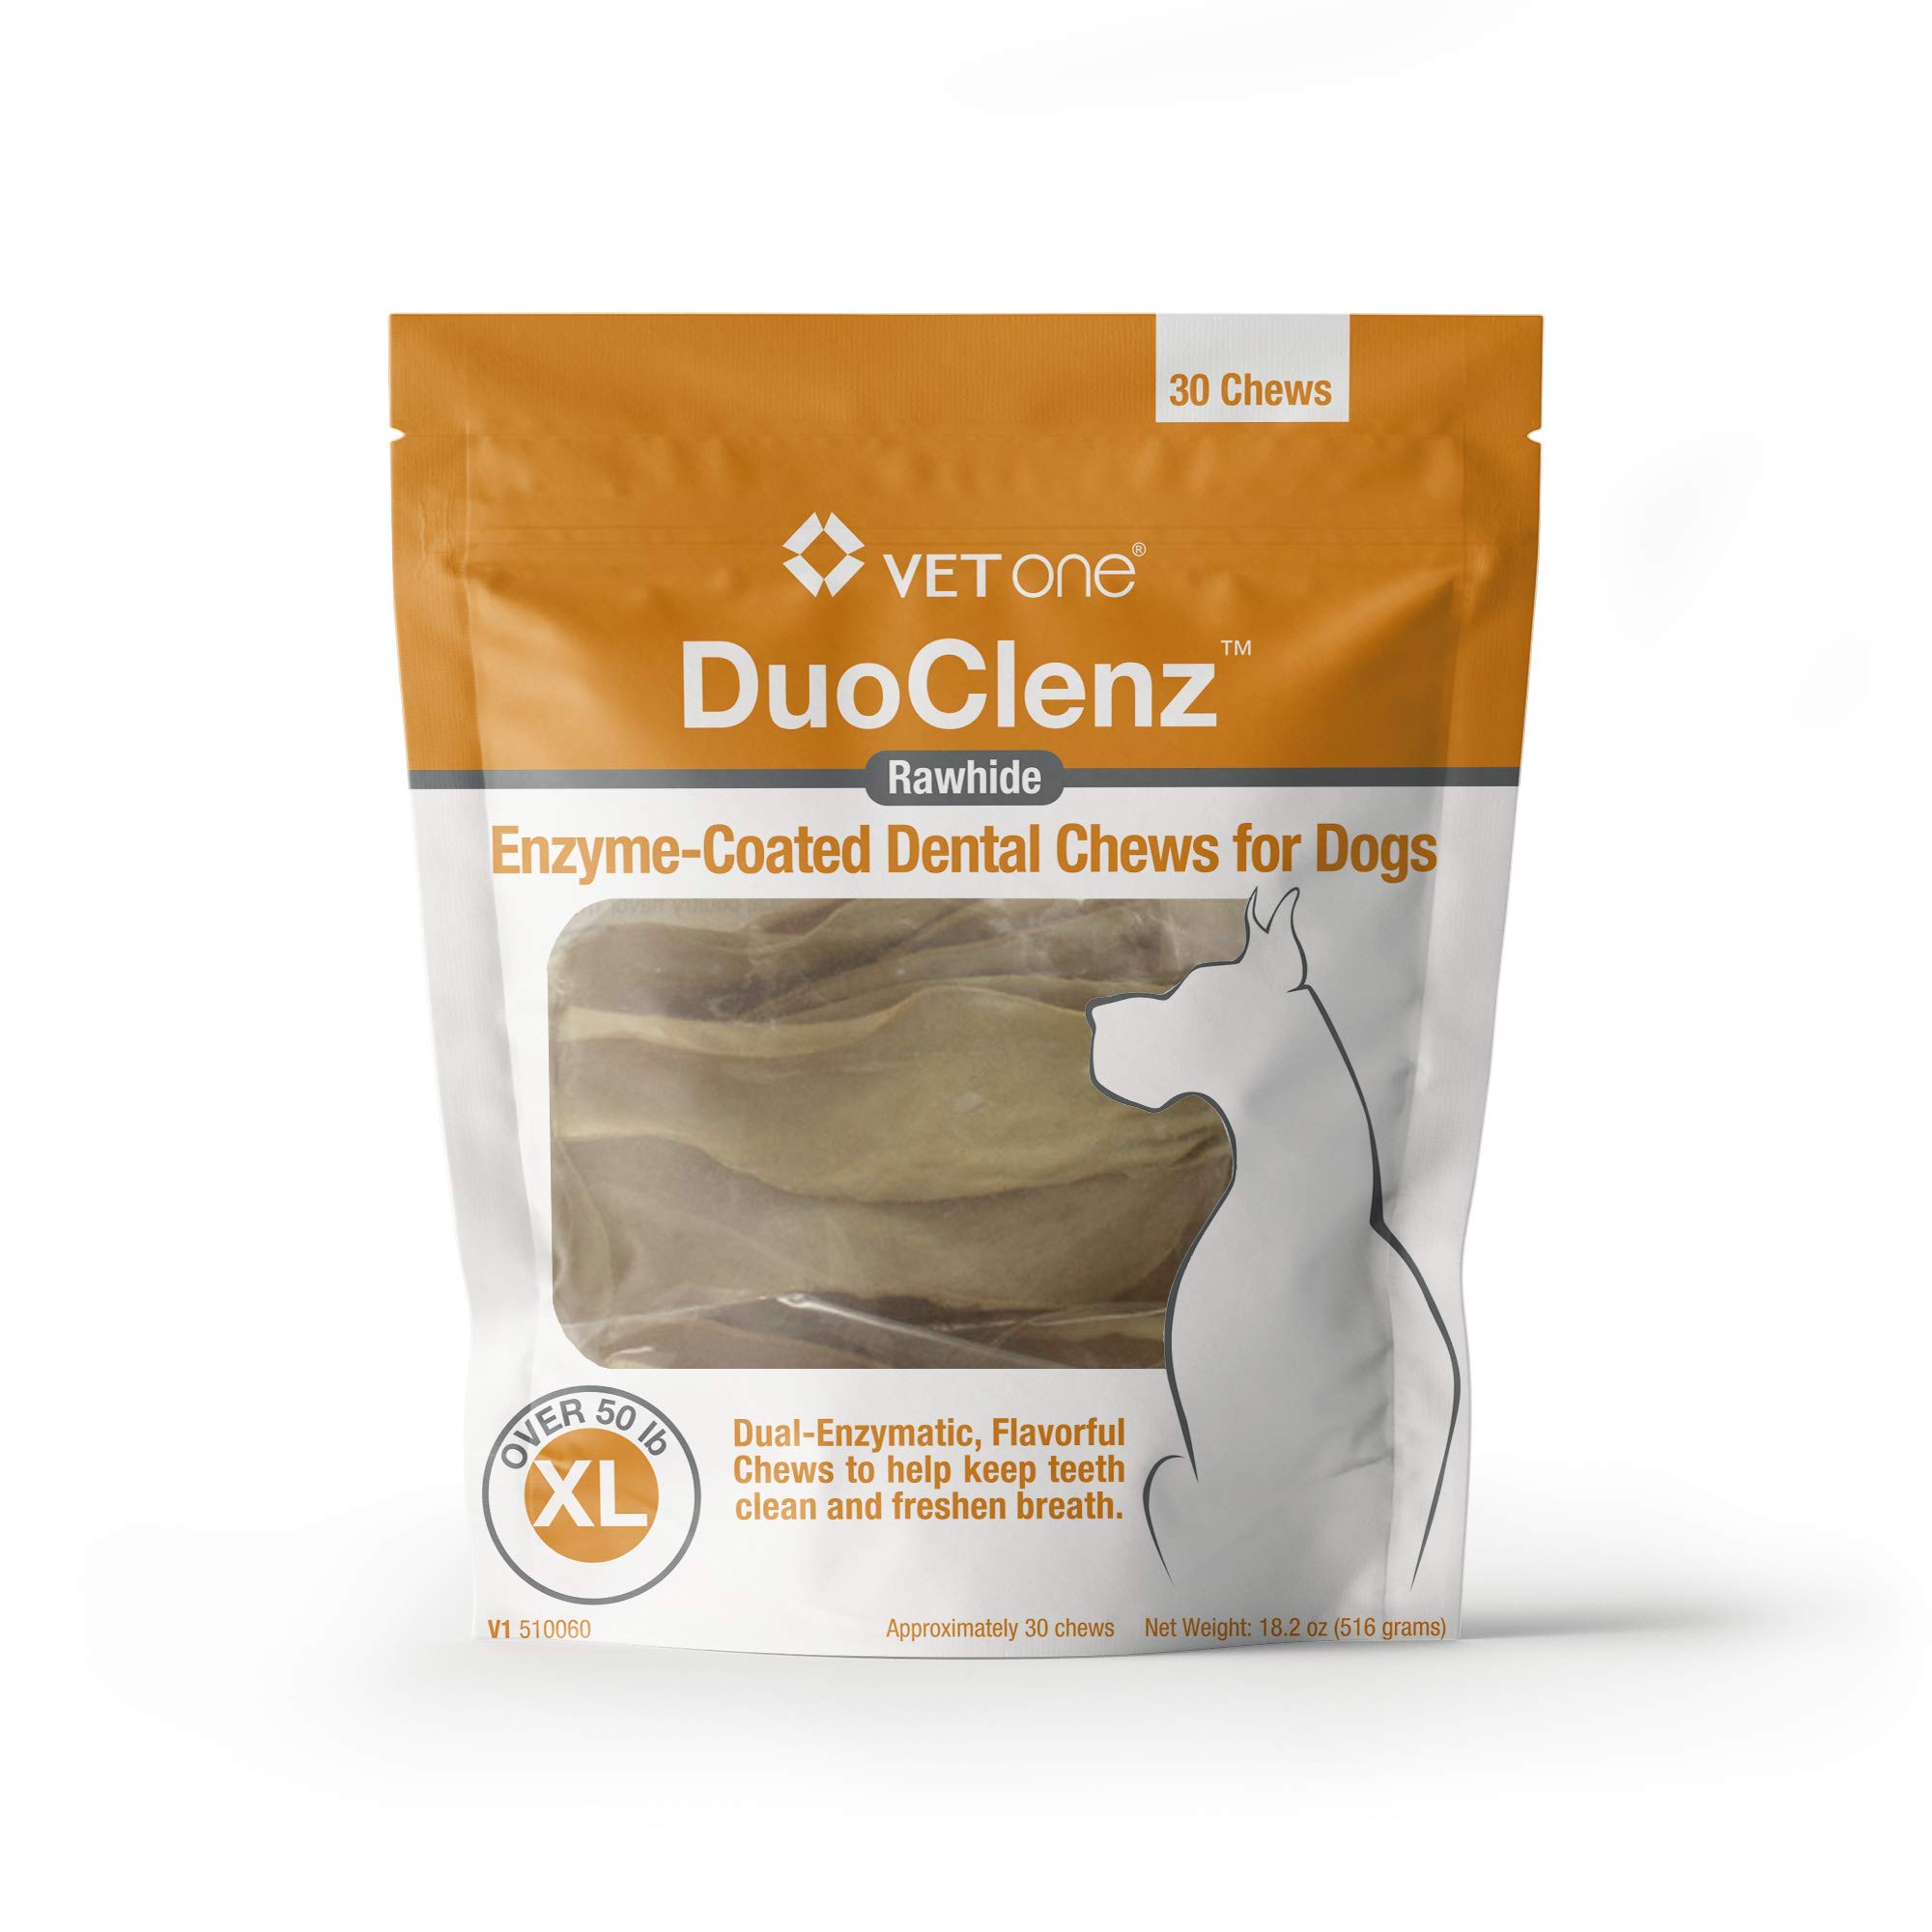 30 Chews
VET one®
DuoClenz™
Rawhide
Enzyme-Coated Dental Chews for Dogs
OVER 50 lb
XL
Dual-Enzymatic, Flavorful
Chews to help keep teeth
clean and freshen breath.
V1 510060
Approximately 30 chews Net Weight: 18.2 oz (516 grams)